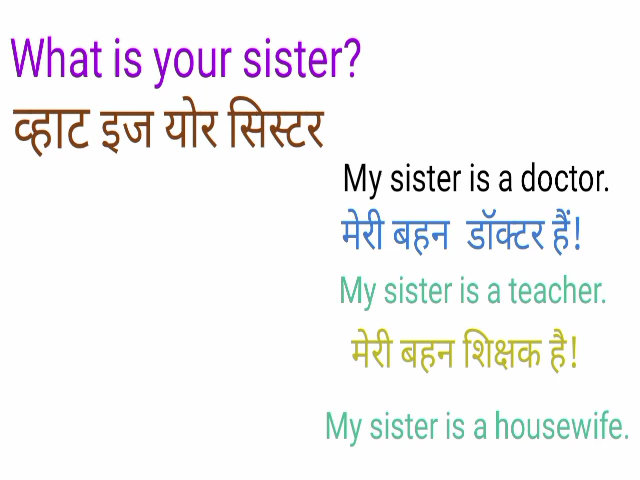 What is your sister?
व्हाट इज योर सिस्टर
My sister is a doctor.
मेरी बहन डॉक्टर हैं!
My sister is a teacher.
मेरी बहन शिक्षक है!
My sister is a housewife.